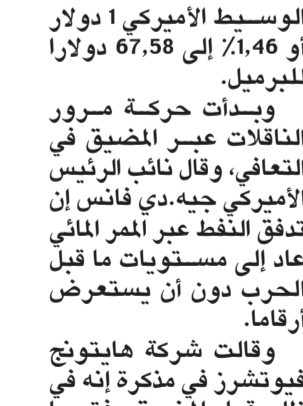 الوسيط الأميركي 1 دولار
أو 1,46٪ إلى 67,58 دولارا
للبرميل.
وبدأت حركة مرور
الناقلات عبر المضيق في
التعافي، وقال نائب الرئيس
الأميركي جيه.دي فانس إن
تدفق النفط عبر الممر المائي
عاد إلى مستويات ما قبل
الحرب دون أن يستعرض
أرقاما.
وقالت شركة هايتونج
فيوتشرز في مذكرة إنه في